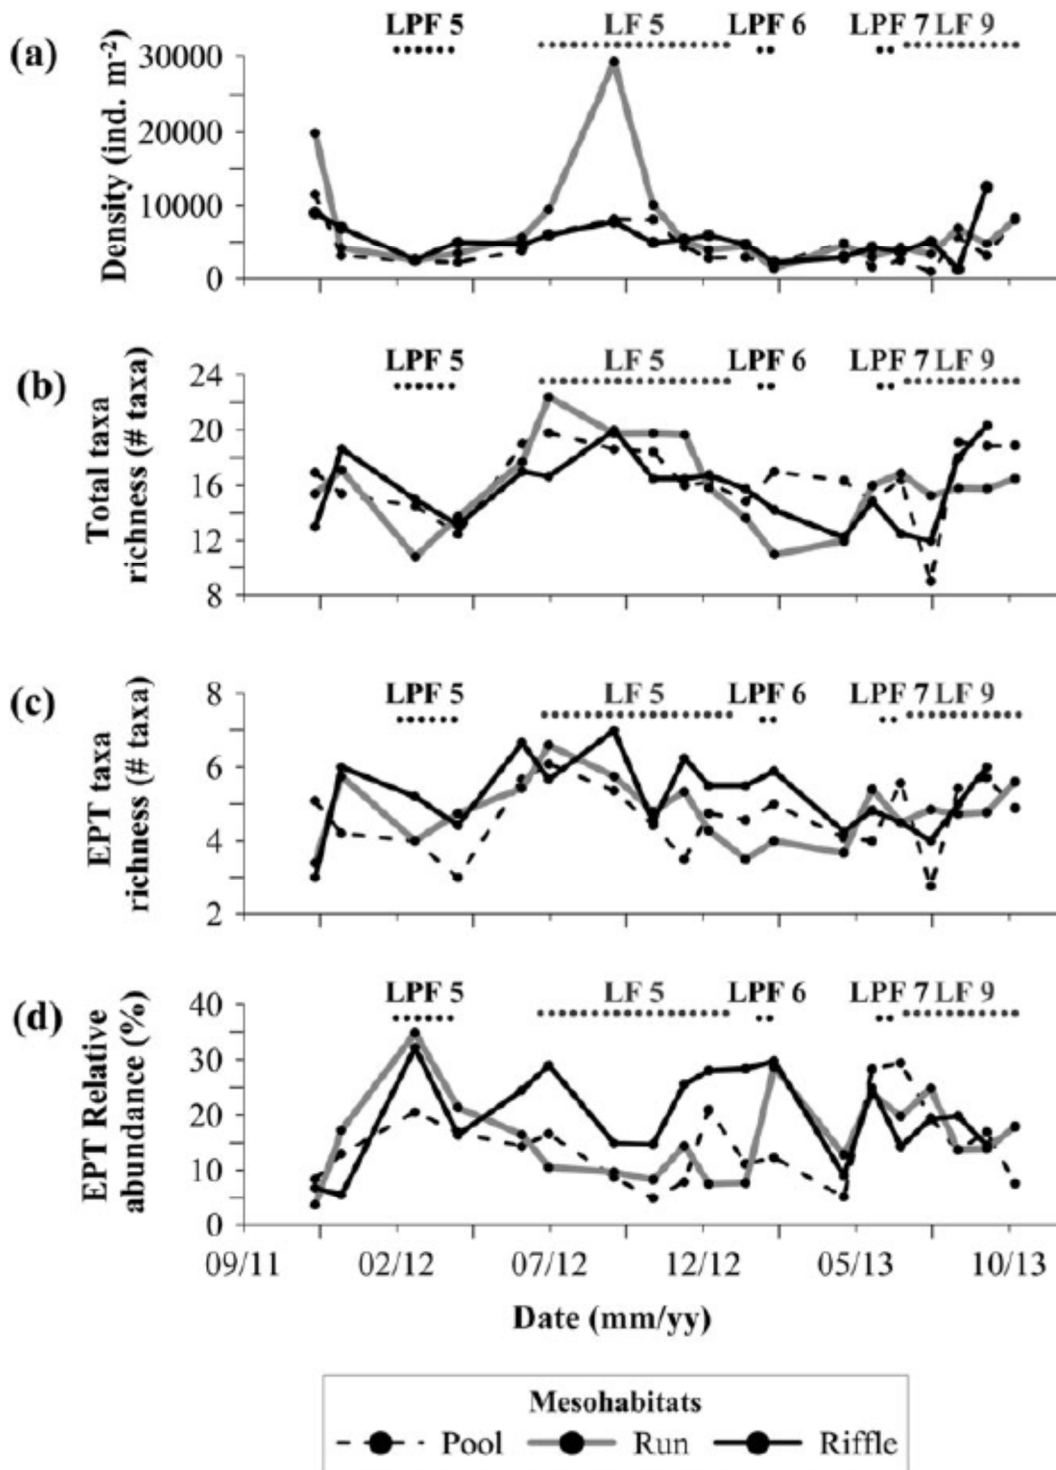 (a)
LPF 5 LF 5 LPF 6 LPF 7 LF 9
Density (ind. m⁻²)
30000
20000
10000
0
(b)
LPF 5 LF 5 LPF 6 LPF 7 LF 9
Total taxa
richness (# taxa)
24
20
16
12
8
(c)
LPF 5 LF 5 LPF 6 LPF 7 LF 9
EPT taxa
richness (# taxa)
8
6
4
2
(d)
LPF 5 LF 5 LPF 6 LPF 7 LF 9
EPT Relative
abundance (%)
40
30
20
10
0
09/11 02/12 07/12 12/12 05/13 10/13
Date (mm/yy)
Mesohabitats
Pool Run Riffle